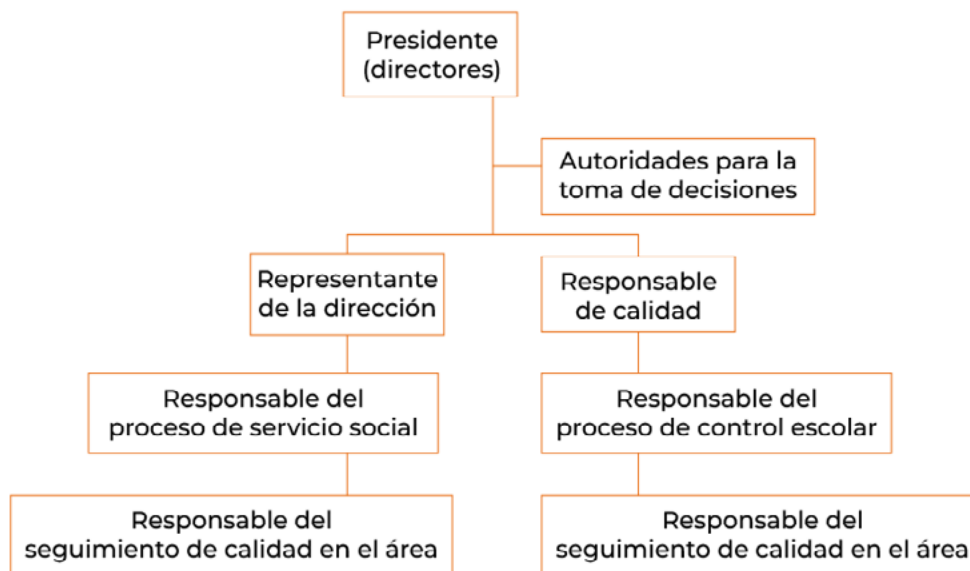 Presidente
(directores)
Autoridades para la
toma de decisiones
Representante
de la dirección
Responsable
de calidad
Responsable del
proceso de servicio social
Responsable del
proceso de control escolar
Responsable del
seguimiento de calidad en el área
Responsable del
seguimiento de calidad en el área